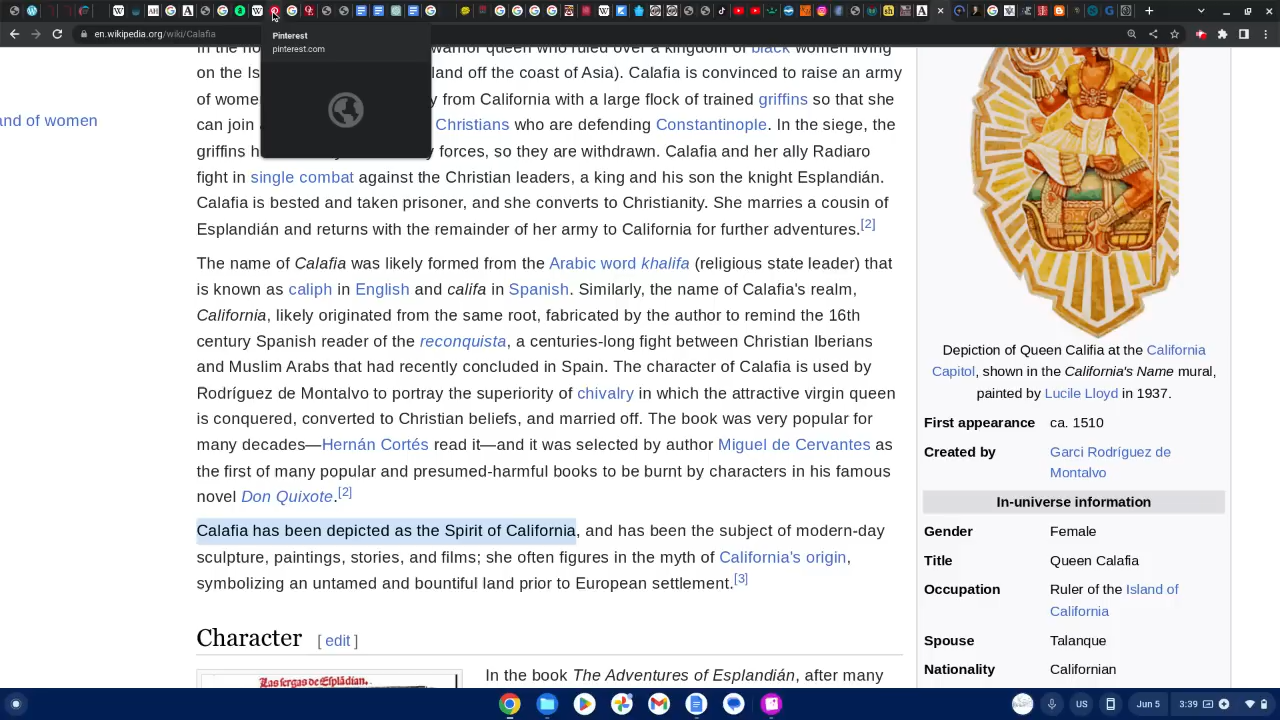 en.wikipedia.org/wiki/Calafia
Pinterest
pinterest.com
In the no
warrior queen who ruled over a kingdom of black women living
on the Is
land off the coast of Asia). Calafia is convinced to raise an army
of wome
y from California with a large flock of trained griffins so that she
can join
Christians who are defending Constantinople. In the siege, the
griffins h
y forces, so they are withdrawn. Calafia and her ally Radiaro
fight in single combat against the Christian leaders, a king and his son the knight Esplandián.
Calafia is bested and taken prisoner, and she converts to Christianity. She marries a cousin of
Esplandián and returns with the remainder of her army to California for further adventures.[2]
The name of Calafia was likely formed from the Arabic word khalifa (religious state leader) that
is known as caliph in English and califa in Spanish. Similarly, the name of Calafia's realm,
California, likely originated from the same root, fabricated by the author to remind the 16th
century Spanish reader of the reconquista, a centuries-long fight between Christian Iberians
and Muslim Arabs that had recently concluded in Spain. The character of Calafia is used by
Rodríguez de Montalvo to portray the superiority of chivalry in which the attractive virgin queen
is conquered, converted to Christian beliefs, and married off. The book was very popular for
many decades—Hernán Cortés read it—and it was selected by author Miguel de Cervantes as
the first of many popular and presumed-harmful books to be burnt by characters in his famous
novel Don Quixote.[2]
Calafia has been depicted as the Spirit of California, and has been the subject of modern-day
sculpture, paintings, stories, and films; she often figures in the myth of California's origin,
symbolizing an untamed and bountiful land prior to European settlement.[3]
Character [ edit ]
In the book The Adventures of Esplandián, after many
Las sergas de Esplãdian.
and of women
Depiction of Queen Califia at the California
Capitol, shown in the California's Name mural,
painted by Lucile Lloyd in 1937.
First appearance ca. 1510
Created by Garci Rodríguez de
Montalvo
In-universe information
Gender Female
Title Queen Calafia
Occupation Ruler of the Island of
California
Spouse Talanque
Nationality Californian
US
Jun 5
3:39